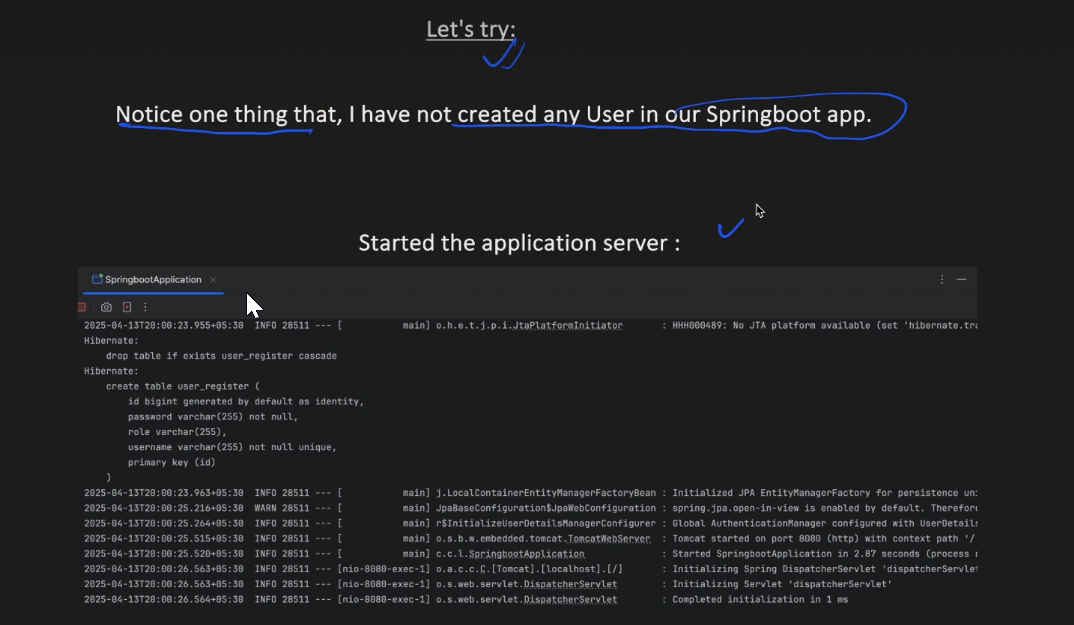 Let's try:
Notice one thing that, I have not created any User in our Springboot app.
Started the application server :
SpringbootApplication
2025-04-13T20:00:23.955+05:30  INFO 28511 --- [           main] o.h.e.t.j.p.i.JtaPlatformInitiator       : HHH000489: No JTA platform available (set 'hibernate.tra
Hibernate:
    drop table if exists user_register cascade
Hibernate:
    create table user_register (
        id bigint generated by default as identity,
        password varchar(255) not null,
        role varchar(255),
        username varchar(255) not null unique,
        primary key (id)
    )
2025-04-13T20:00:23.963+05:30  INFO 28511 --- [           main] j.LocalContainerEntityManagerFactoryBean : Initialized JPA EntityManagerFactory for persistence uni
2025-04-13T20:00:25.216+05:30  WARN 28511 --- [           main] JpaBaseConfiguration$JpaWebConfiguration : spring.jpa.open-in-view is enabled by default. Therefore
2025-04-13T20:00:25.264+05:30  INFO 28511 --- [           main] r$InitializeUserDetailsManagerConfigurer : Global AuthenticationManager configured with UserDetails
2025-04-13T20:00:25.515+05:30  INFO 28511 --- [           main] o.s.b.w.embedded.tomcat.TomcatWebServer  : Tomcat started on port 8080 (http) with context path '/
2025-04-13T20:00:25.520+05:30  INFO 28511 --- [           main] c.c.l.SpringbootApplication              : Started SpringbootApplication in 2.87 seconds (process r
2025-04-13T20:00:26.563+05:30  INFO 28511 --- [nio-8080-exec-1] o.a.c.c.C.[Tomcat].[localhost].[/]       : Initializing Spring DispatcherServlet 'dispatcherServlet
2025-04-13T20:00:26.563+05:30  INFO 28511 --- [nio-8080-exec-1] o.s.web.servlet.DispatcherServlet        : Initializing Servlet 'dispatcherServlet'
2025-04-13T20:00:26.564+05:30  INFO 28511 --- [nio-8080-exec-1] o.s.web.servlet.DispatcherServlet        : Completed initialization in 1 ms